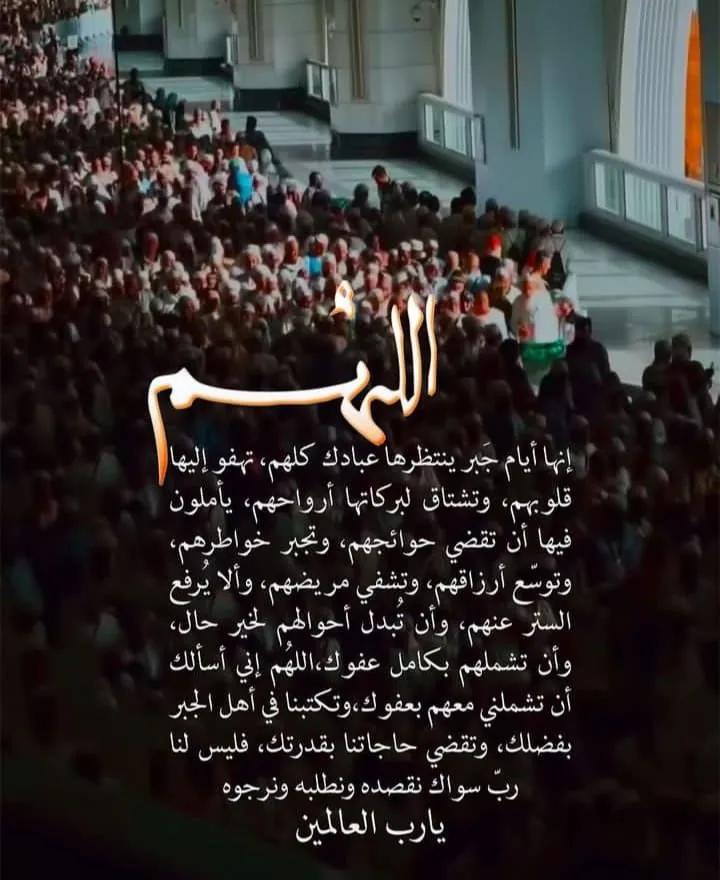 اللهم
إنها أيام جَبر ينتظرها عبادك كلهم، تهفو إليها
قلوبهم، وتشتاق لبركاتها أرواحهم، يأملون
فيها أن تقضي حوائجهم، وتجبر خواطرهم،
وتوسّع أرزاقهم، وتشفي مريضهم، وألا يُرفع
الستر عنهم، وأن تُبدل أحوالهم لخير حال،
وأن تشملهم بكامل عفوك،اللهُم إني أسألك
أن تشملني معهم بعفوك،وتكتبنا في أهل الجبر
بفضلك، وتقضي حاجاتنا بقدرتك، فليس لنا
ربّ سواك نقصده ونطلبه ونرجوه
يارب العالمين